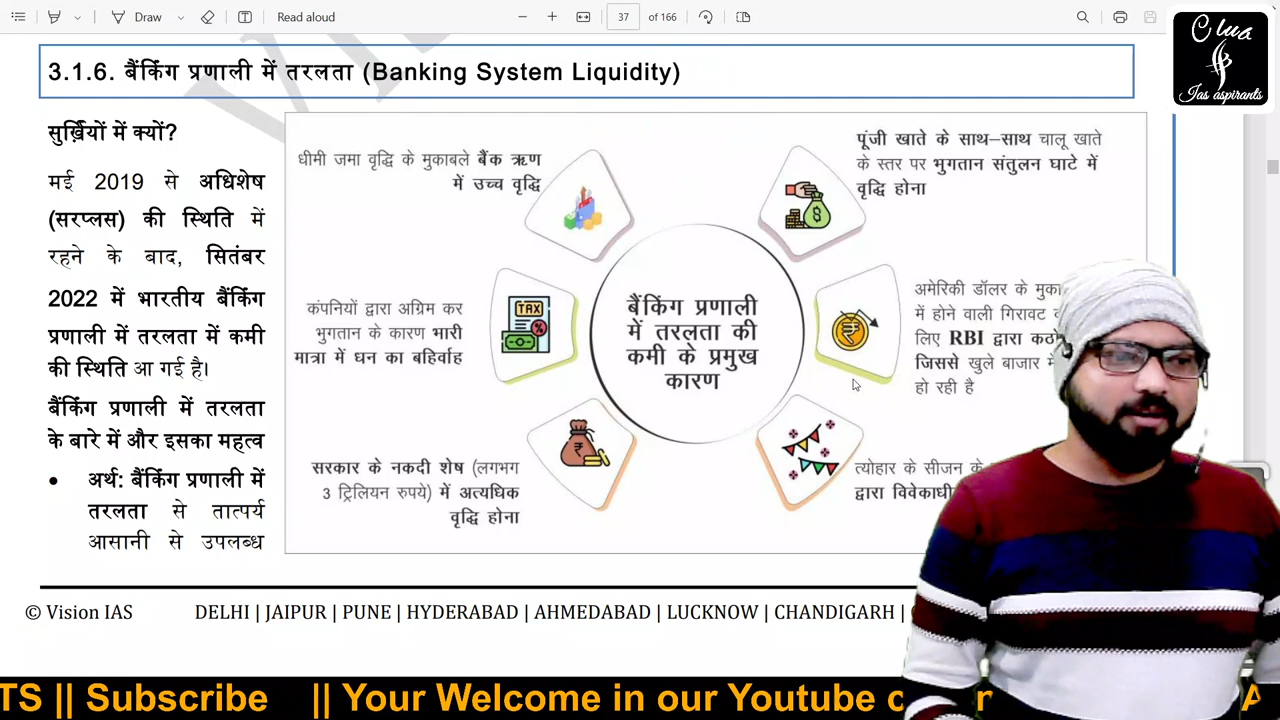 Draw
Read aloud
37 of 166
Clua
Ias aspirants
3.1.6. बैंकिंग प्रणाली में तरलता (Banking System Liquidity)
सुर्ख़ियों में क्यों?
मई 2019 से अधिशेष
(सरप्लस) की स्थिति में
रहने के बाद, सितंबर
2022 में भारतीय बैंकिंग
प्रणाली में तरलता में कमी
की स्थिति आ गई है।
बैंकिंग प्रणाली में तरलता
के बारे में और इसका महत्व
• अर्थ: बैंकिंग प्रणाली में
तरलता से तात्पर्य
आसानी से उपलब्ध
धीमी जमा वृद्धि के मुकाबले बैंक ऋण
में उच्च वृद्धि
पूंजी खाते के साथ–साथ चालू खाते
के स्तर पर भुगतान संतुलन घाटे में
वृद्धि होना
कंपनियों द्वारा अग्रिम कर
भुगतान के कारण भारी
मात्रा में धन का बहिर्वाह
TAX
बैंकिंग प्रणाली
में तरलता की
कमी के प्रमुख
कारण
अमेरिकी डॉलर के
में होने वाली गिरावट
लिए RBI द्वारा
जिससे खुले बाजार
हो रही है
सरकार के नकदी शेष (लगभग
3 ट्रिलियन रुपये) में अत्यधिक
वृद्धि होना
त्योहार के सीजन के
द्वारा
© Vision IAS DELHI | JAIPUR | PUNE | HYDERABAD | AHMEDABAD | LUCKNOW | CHANDIGARH |
TS || Subscribe || Your Welcome in our Youtube